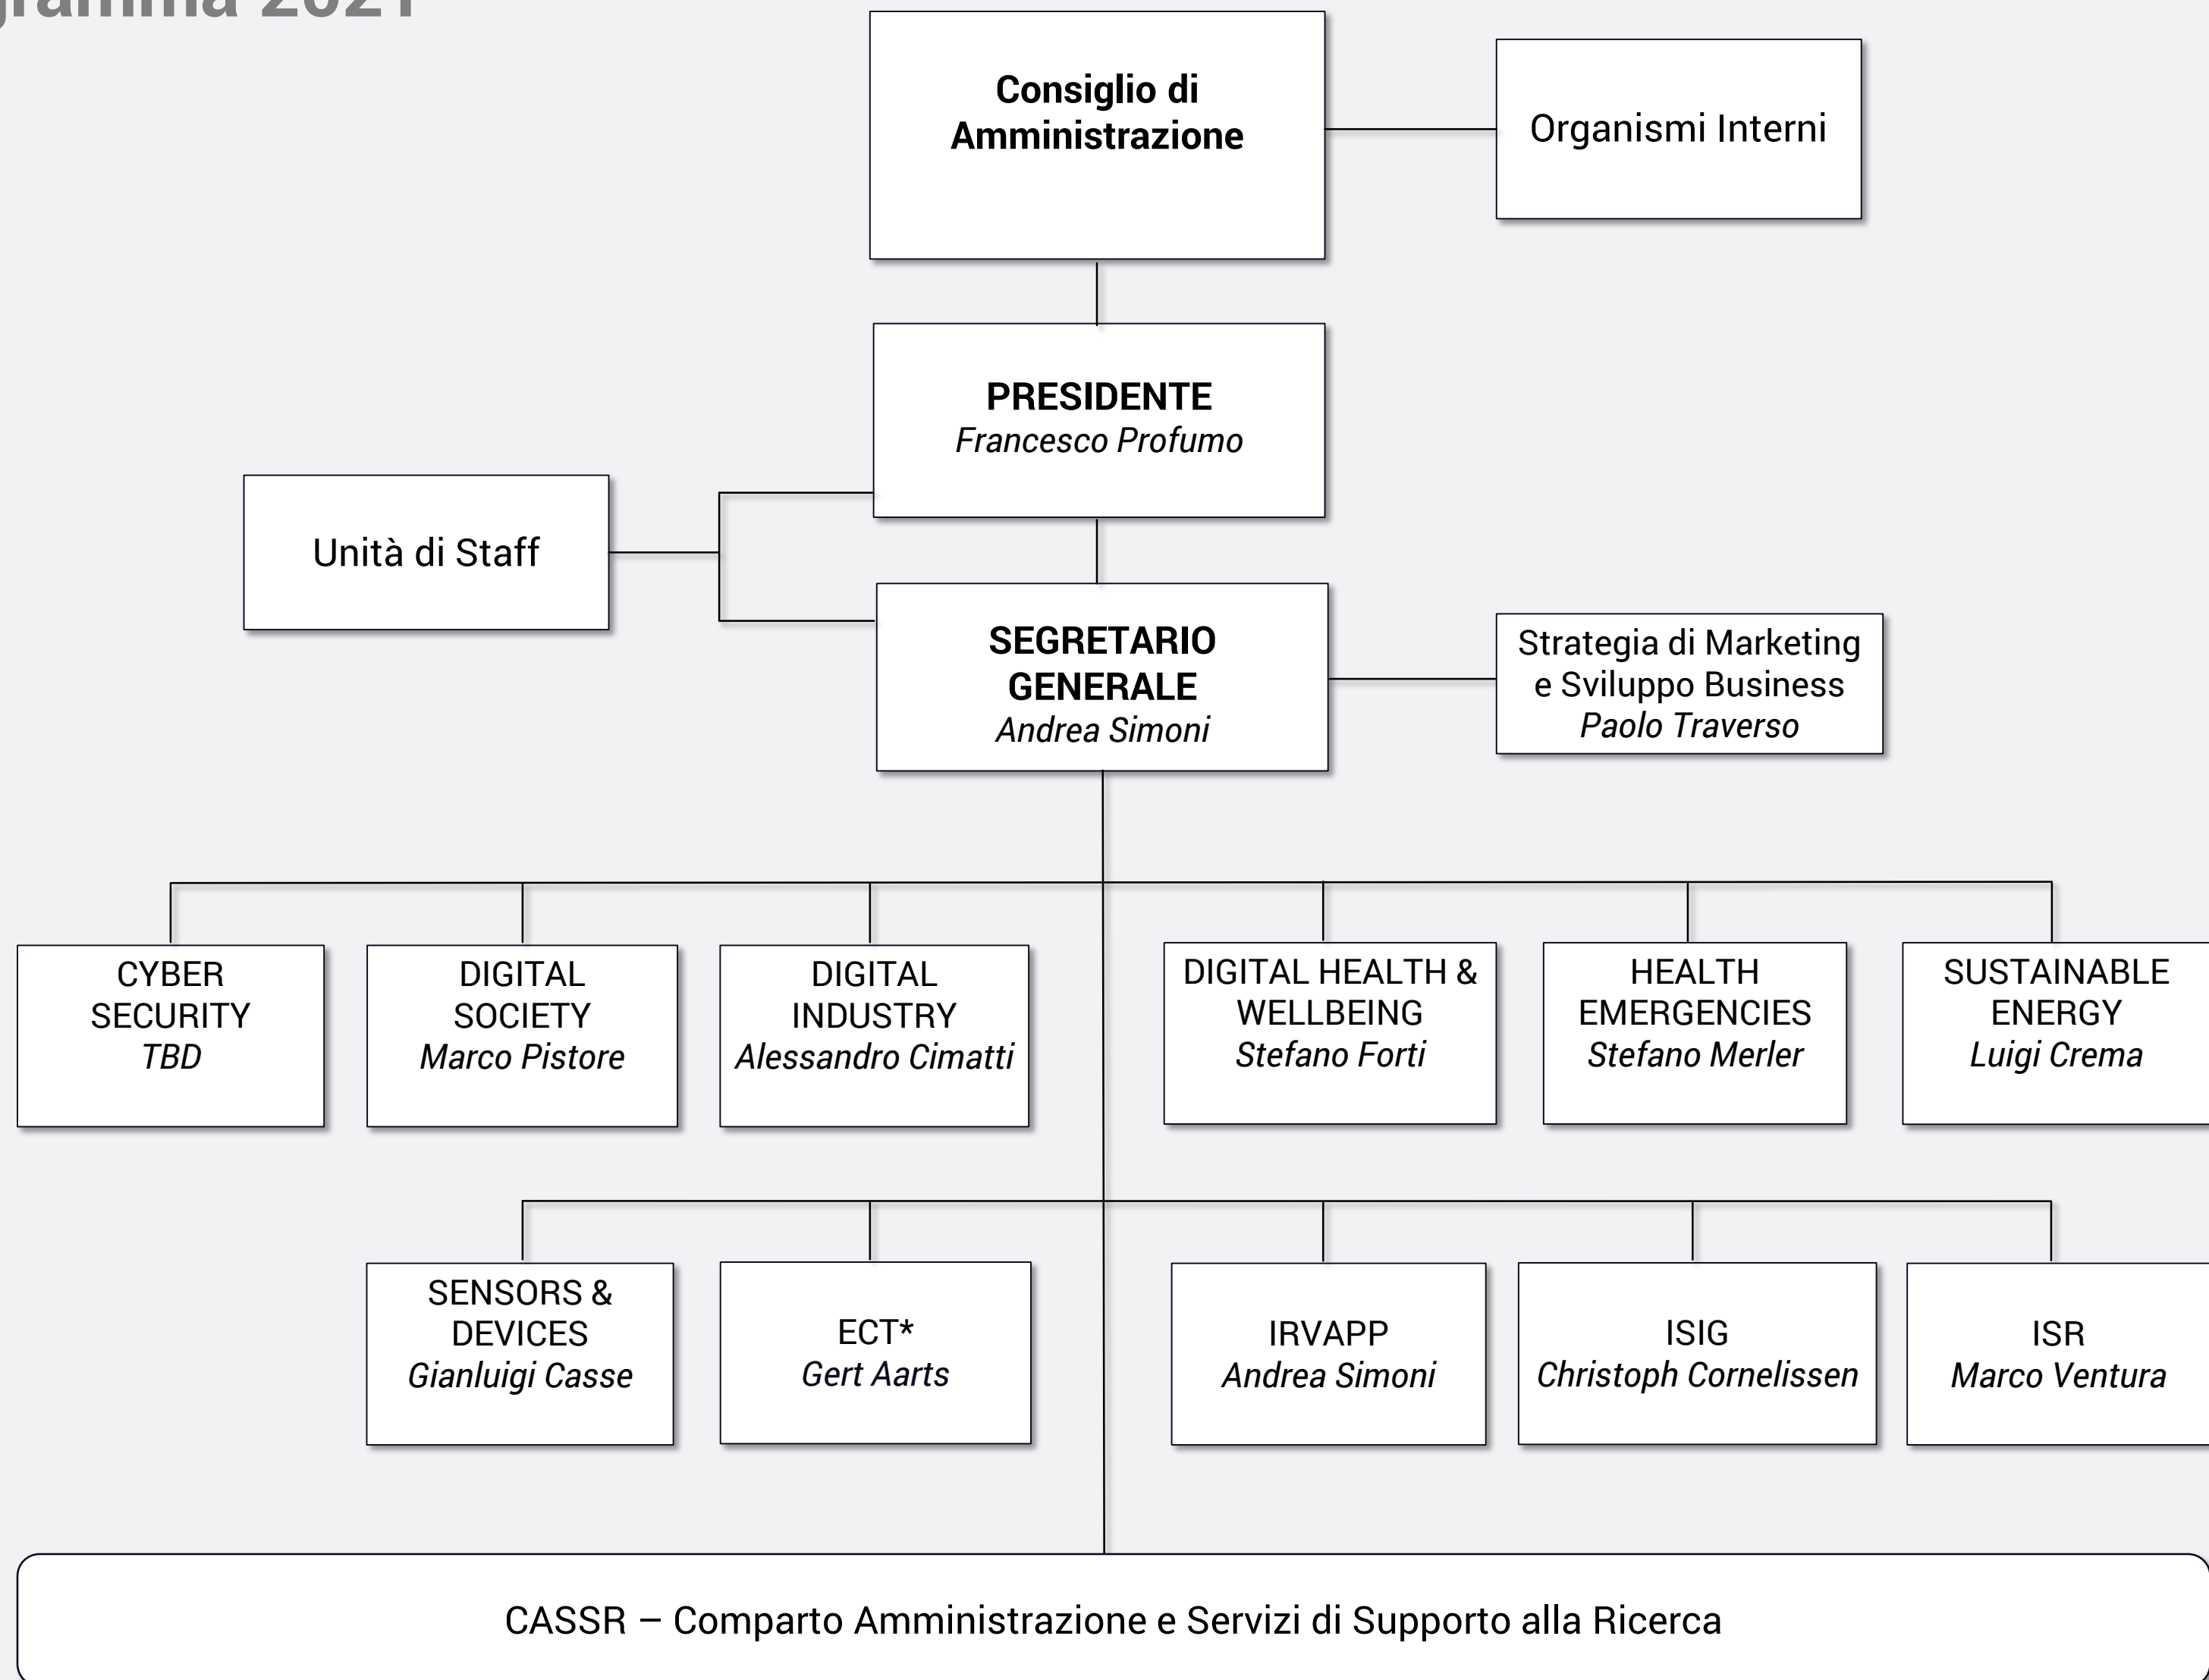 gramma 2021
Consiglio di
Amministrazione
Organismi Interni
PRESIDENTE
Francesco Profumo
Unità di Staff
SEGRETARIO
GENERALE
Andrea Simoni
Strategia di Marketing
e Sviluppo Business
Paolo Traverso
CYBER
SECURITY
TBD
DIGITAL
SOCIETY
Marco Pistore
DIGITAL
INDUSTRY
Alessandro Cimatti
DIGITAL HEALTH &
WELLBEING
Stefano Forti
HEALTH
EMERGENCIES
Stefano Merler
SUSTAINABLE
ENERGY
Luigi Crema
SENSORS &
DEVICES
Gianluigi Casse
ECT*
Gert Aarts
IRVAPP
Andrea Simoni
ISIG
Christoph Cornelissen
ISR
Marco Ventura
CASSR – Comparto Amministrazione e Servizi di Supporto alla Ricerca